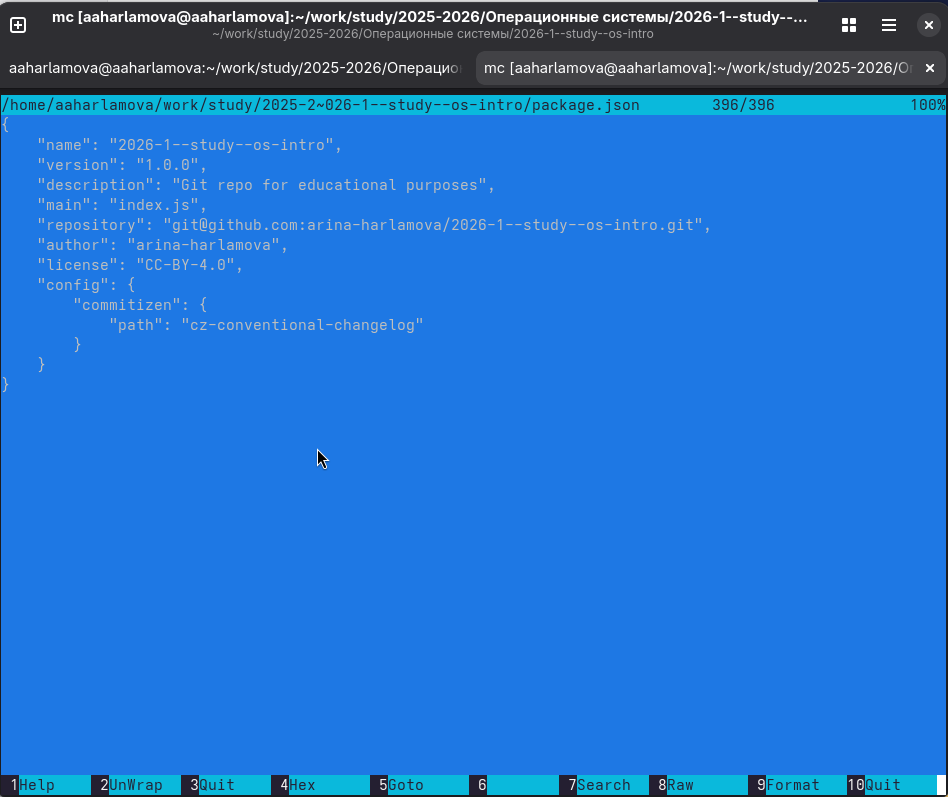 mc [aaharlamova@aaharlamova]:~/work/study/2025-2026/Операционные системы/2026-1--study--...
~/work/study/2025-2026/Операционные системы/2026-1--study--os-intro
aaharlamova@aaharlamova:~/work/study/2025-2026/Операцио
mc [aaharlamova@aaharlamova]:~/work/study/2025-2026/О
/home/aaharlamova/work/study/2025-2~026-1--study--os-intro/package.json 396/396 100%
{
    "name": "2026-1--study--os-intro",
    "version": "1.0.0",
    "description": "Git repo for educational purposes",
    "main": "index.js",
    "repository": "git@github.com:arina-harlamova/2026-1--study--os-intro.git",
    "author": "arina-harlamova",
    "license": "CC-BY-4.0",
    "config": {
        "commitizen": {
            "path": "cz-conventional-changelog"
        }
    }
}
1Help 2UnWrap 3Quit 4Hex 5Goto 6 7Search 8Raw 9Format 10Quit